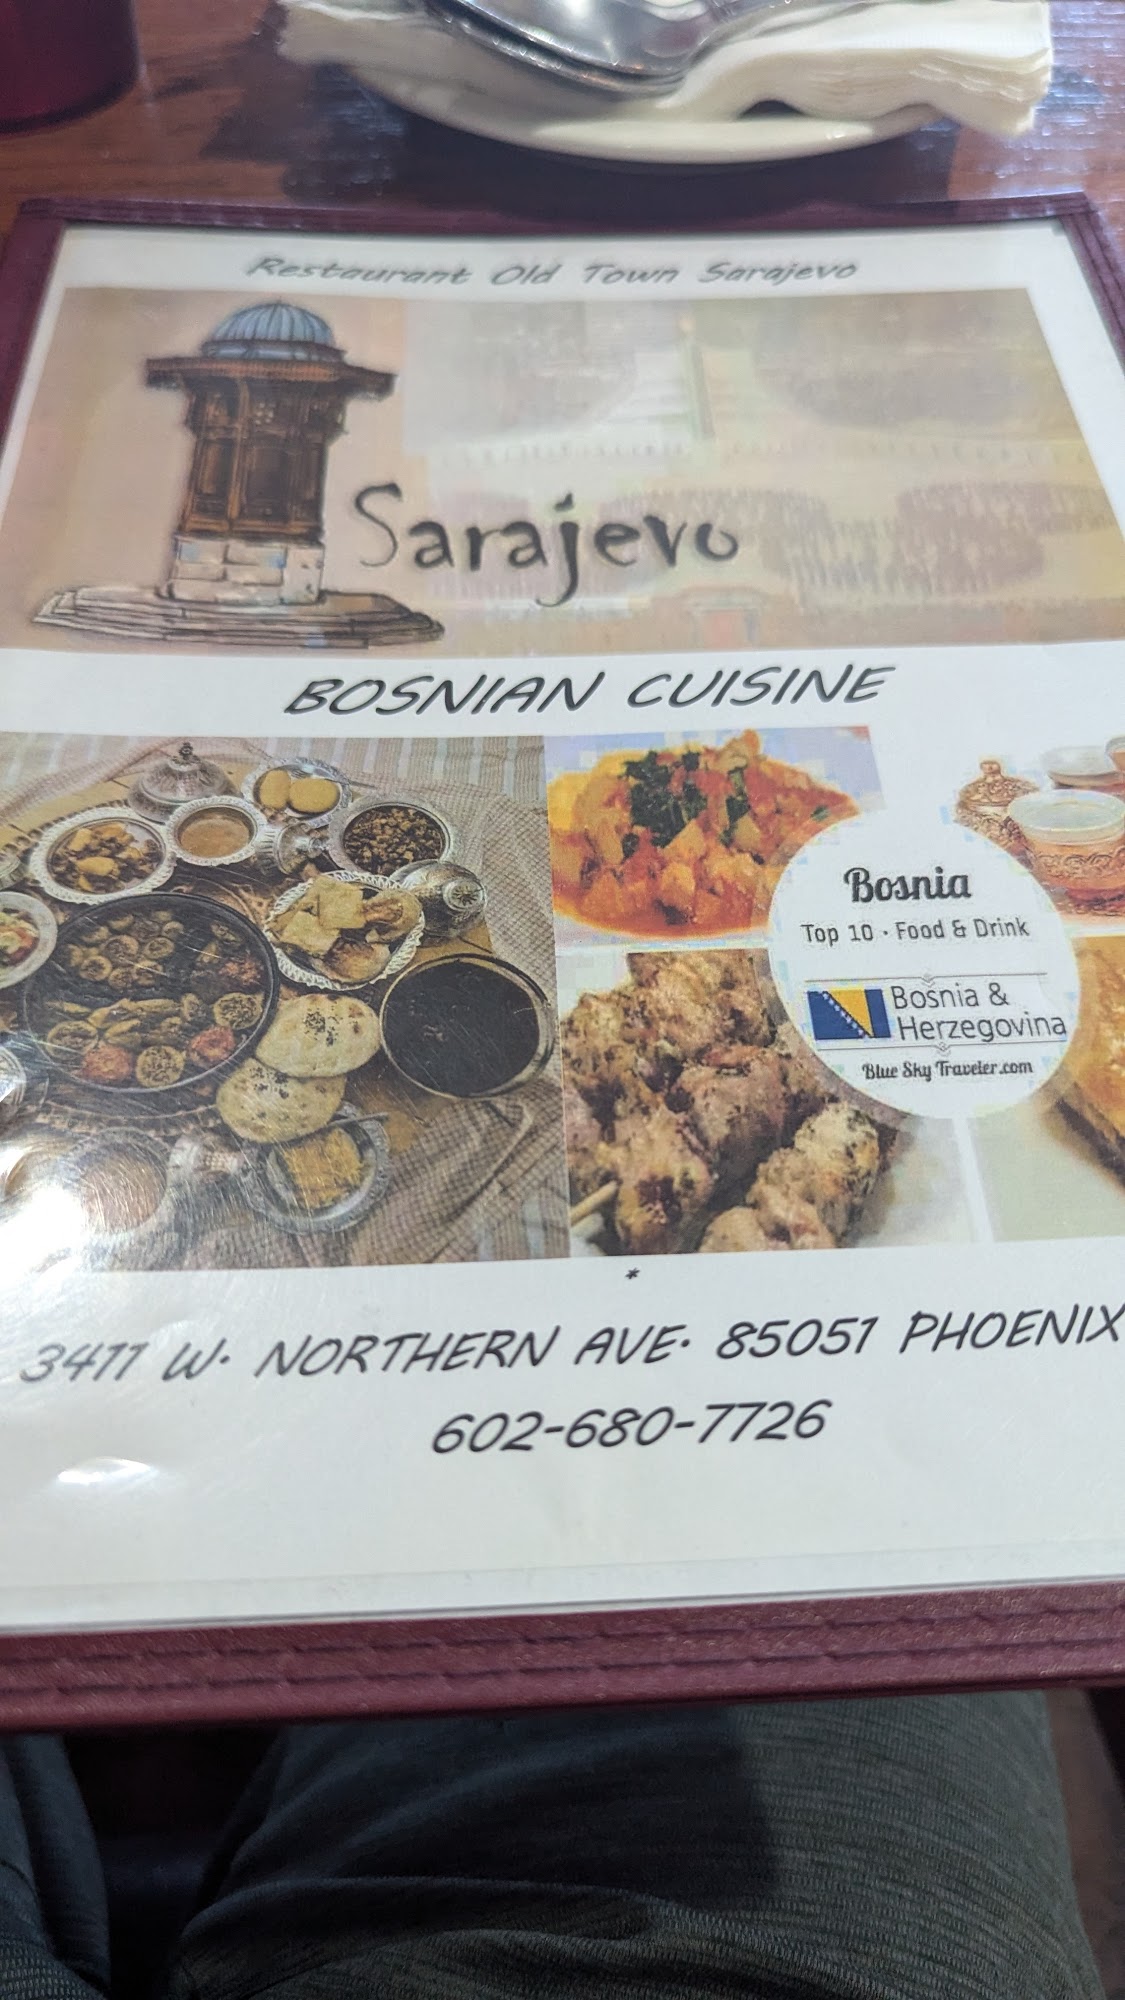 Restaurant Old Town Sarajevo
Sarajevo
BOSNIAN CUISINE
Bosnia
Top 10 · Food & Drink
Bosnia &
Herzegovina
Blue Sky Traveler.com
*
3411 W. NORTHERN AVE. 85051 PHOENIX
602-680-7726